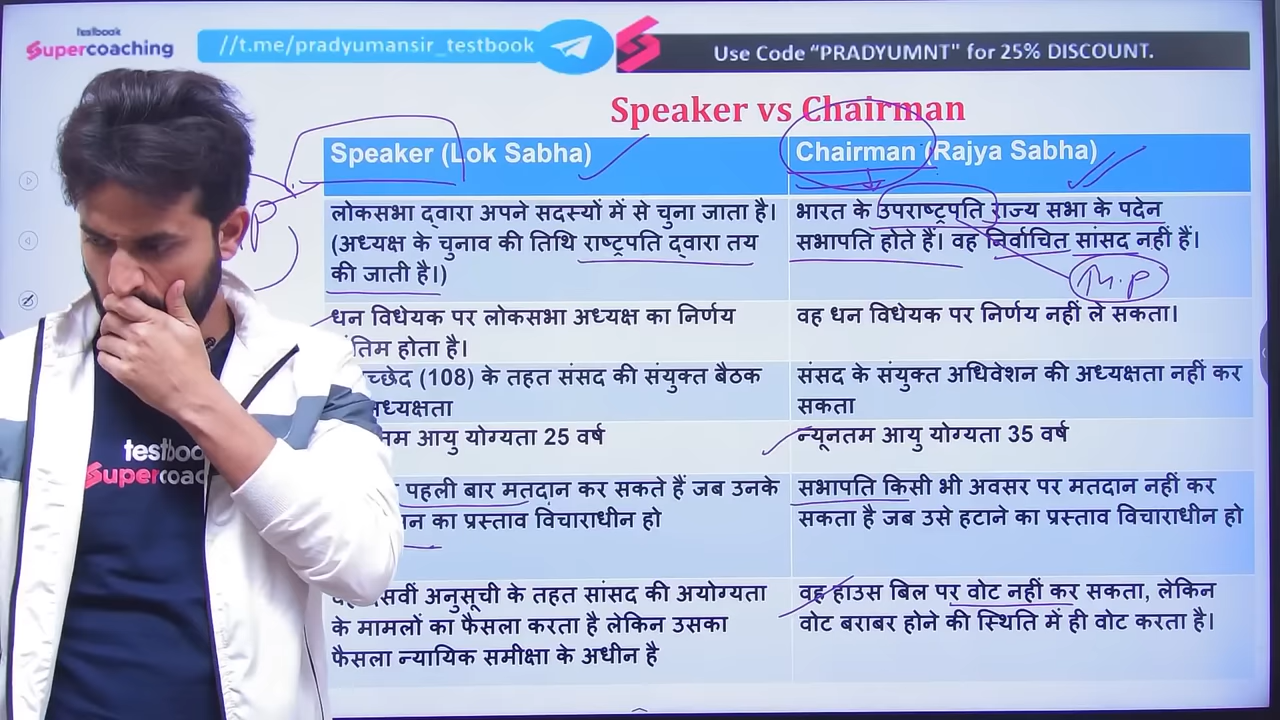 testbook
Supercoaching
//t.me/pradyumansir_testbook
Use Code “PRADYUMNT" for 25% DISCOUNT.
Speaker vs Chairman
Speaker (Lok Sabha)
लोकसभा द्वारा अपने सदस्यों में से चुना जाता है।
(अध्यक्ष के चुनाव की तिथि राष्ट्रपति द्वारा तय
की जाती है।)
धन विधेयक पर लोकसभा अध्यक्ष का निर्णय
तिम होता है।
च्छेद (108) के तहत संसद की संयुक्त बैठक
ध्यक्षता
तम आयु योग्यता 25 वर्ष
पहली बार मतदान कर सकते हैं जब उनके
का प्रस्ताव विचाराधीन हो
सवीं अनुसूची के तहत सांसद की अयोग्यता
के मामलों का फैसला करता है लेकिन उसका
फैसला न्यायिक समीक्षा के अधीन है
Chairman (Rajya Sabha)
भारत के उपराष्ट्रपति राज्य सभा के पदेन
सभापति होते हैं। वह निर्वाचित सांसद नहीं हैं।
M.P
वह धन विधेयक पर निर्णय नहीं ले सकता।
संसद के संयुक्त अधिवेशन की अध्यक्षता नहीं कर
सकता
न्यूनतम आयु योग्यता 35 वर्ष
सभापति किसी भी अवसर पर मतदान नहीं कर
सकता है जब उसे हटाने का प्रस्ताव विचाराधीन हो
वह हाउस बिल पर वोट नहीं कर सकता, लेकिन
वोट बराबर होने की स्थिति में ही वोट करता है।
testboo
Supercoac